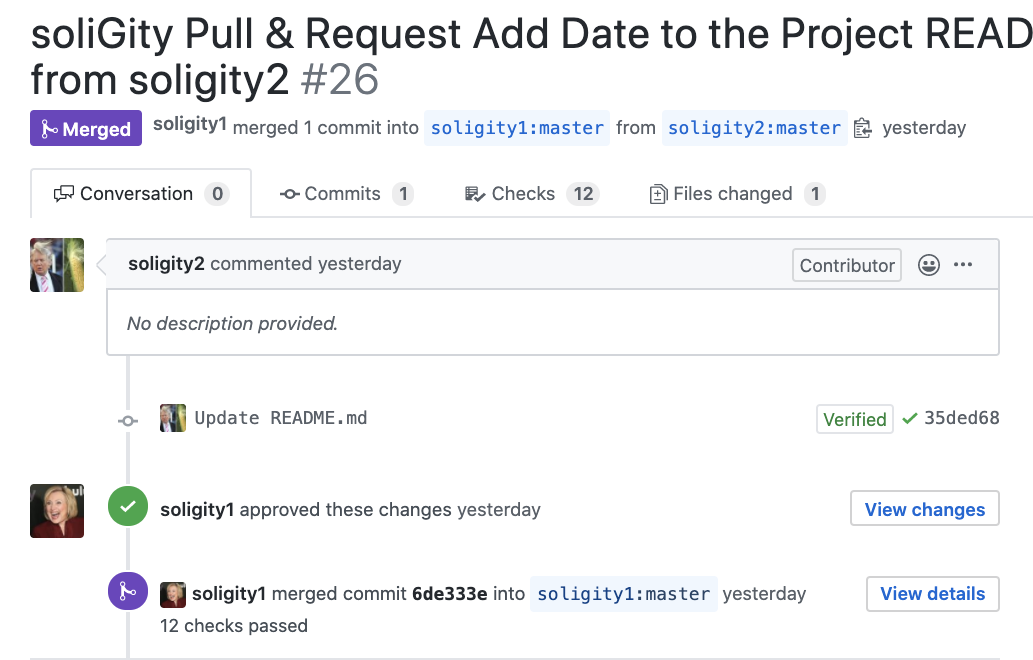 soliGity Pull & Request Add Date to the Project READ
from soligity2 #26
Merged soligity1 merged 1 commit into soligity1:master from soligity2:master yesterday
Conversation 0 Commits 1 Checks 12 Files changed 1
soligity2 commented yesterday Contributor
No description provided.
Update README.md Verified 35ded68
soligity1 approved these changes yesterday View changes
soligity1 merged commit 6de333e into soligity1:master yesterday View details
12 checks passed